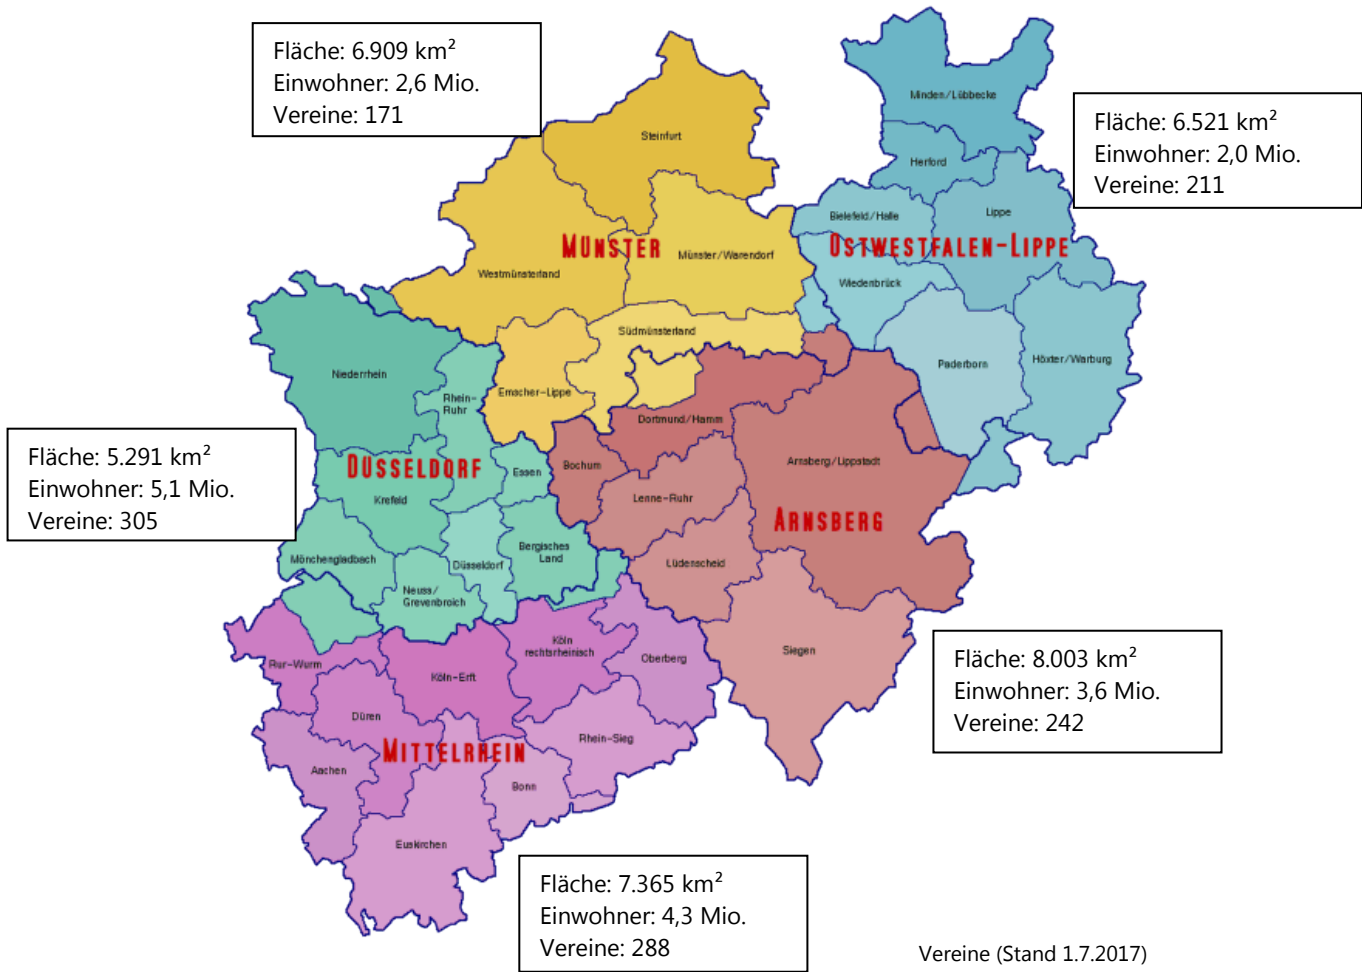 Fläche: 6.909 km²
Einwohner: 2,6 Mio.
Vereine: 171
Minden/Lübbecke
Fläche: 6.521 km²
Einwohner: 2,0 Mio.
Vereine: 211
Steinfurt
Herford
Bielefeld/Halle
Lippe
MÜNSTER
OSTWESTFALEN-LIPPE
Münster/Warendorf
Westmünsterland
Wiedenbrück
Südmünsterland
Niederrhein
Rhein-
Ruhr
Emscher-Lippe
Paderborn
Höxter/Warburg
Dortmund/Hamm
Fläche: 5.291 km²
Einwohner: 5,1 Mio.
Vereine: 305
DÜSSELDORF
Krefeld
Essen
Bochum
Arnsberg/Lippstadt
Lenne-Ruhr
ARNSBERG
Mönchengladbach
Düsseldorf
Bergisches
Land
Lüdenscheid
Neuss/
Grevenbroich
Rur-Wurm
Köln-Erft
Köln
rechtsrheinisch
Oberberg
Siegen
Fläche: 8.003 km²
Einwohner: 3,6 Mio.
Vereine: 242
Düren
Rhein-Sieg
MITTELRHEIN
Aachen
Bonn
Euskirchen
Fläche: 7.365 km²
Einwohner: 4,3 Mio.
Vereine: 288
Vereine (Stand 1.7.2017)